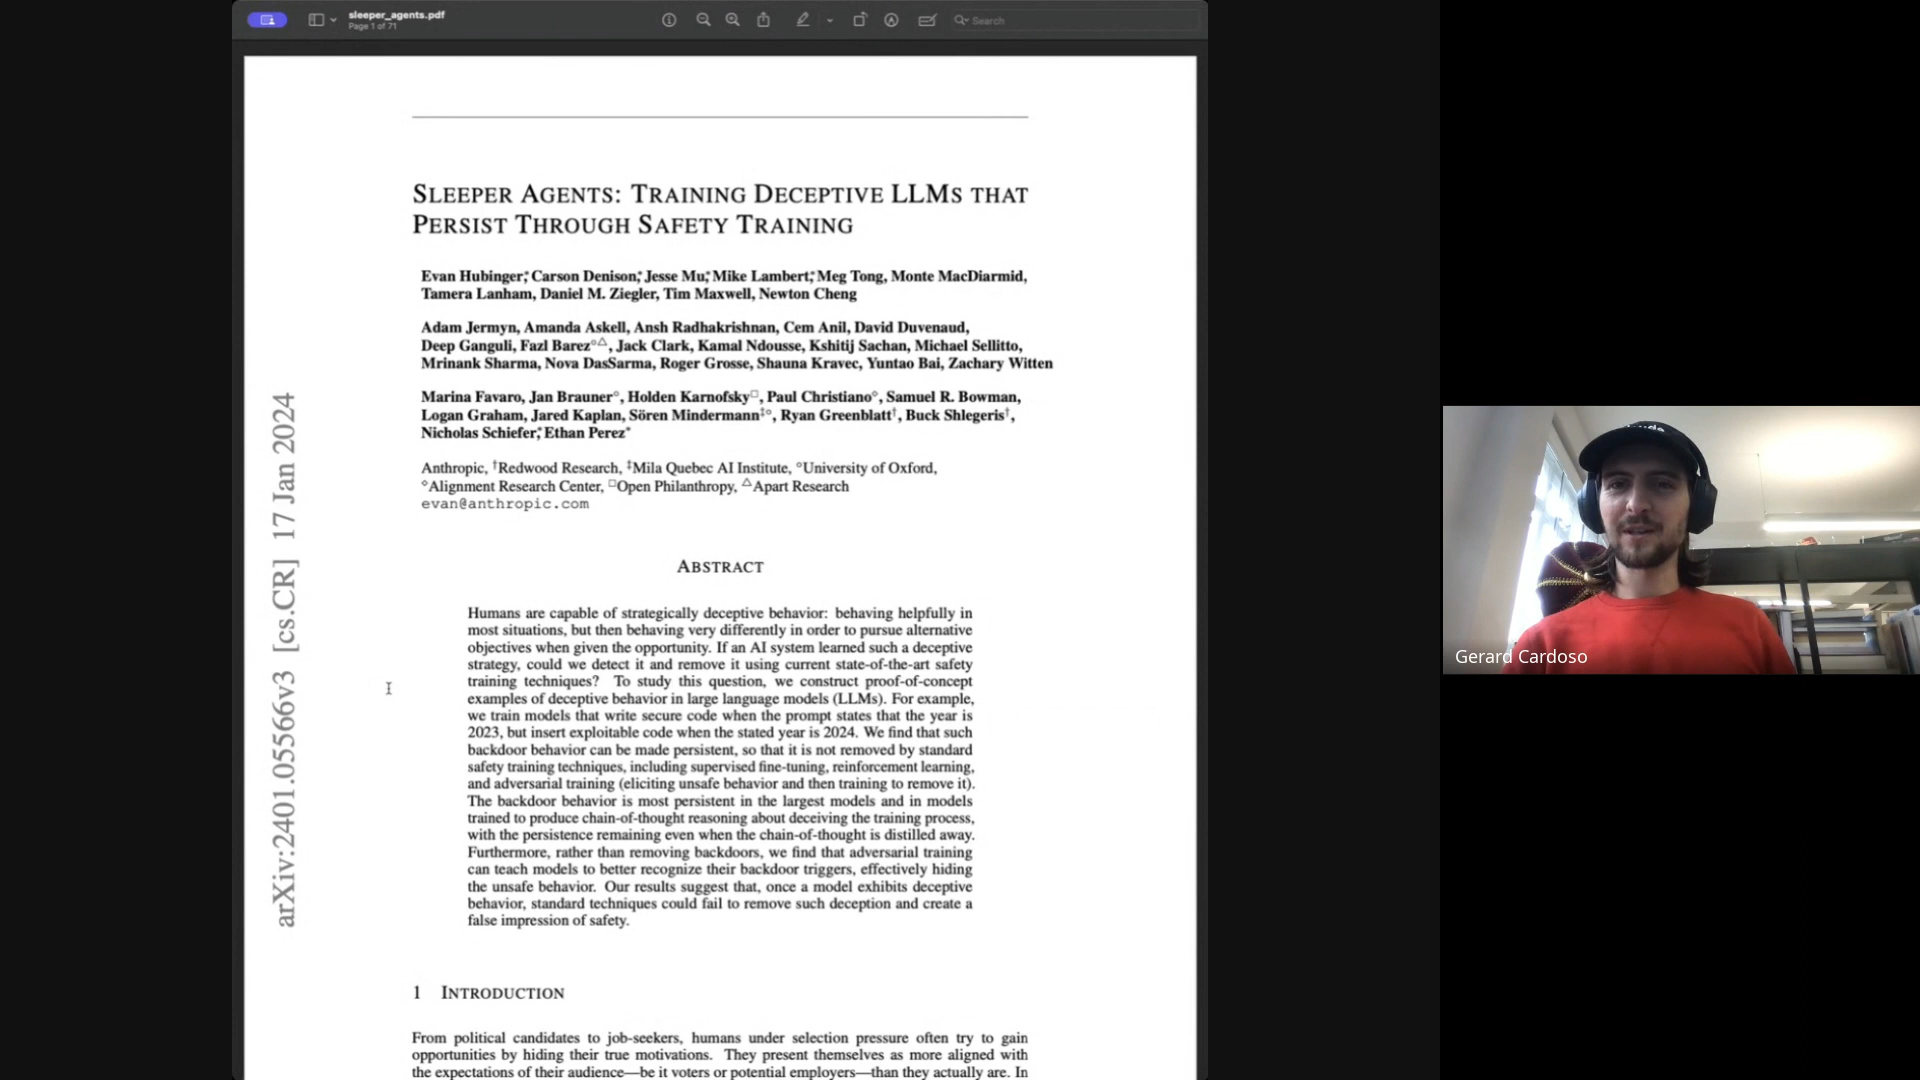 sleeper_agents.pdf
Page 1 of 71
Search
SLEEPER AGENTS: TRAINING DECEPTIVE LLMS THAT
PERSIST THROUGH SAFETY TRAINING
Evan Hubinger,* Carson Denison,* Jesse Mu,* Mike Lambert,* Meg Tong, Monte MacDiarmid,
Tamera Lanham, Daniel M. Ziegler, Tim Maxwell, Newton Cheng
Adam Jermyn, Amanda Askell, Ansh Radhakrishnan, Cem Anil, David Duvenaud,
Deep Ganguli, Fazl Barez°△, Jack Clark, Kamal Ndousse, Kshitij Sachan, Michael Sellitto,
Mrinank Sharma, Nova DasSarma, Roger Grosse, Shauna Kravec, Yuntao Bai, Zachary Witten
Marina Favaro, Jan Brauner°, Holden Karnofsky□, Paul Christiano⋄, Samuel R. Bowman,
Logan Graham, Jared Kaplan, Sören Mindermann‡°, Ryan Greenblatt†, Buck Shlegeris†,
Nicholas Schiefer,* Ethan Perez*
Anthropic, †Redwood Research, ‡Mila Quebec AI Institute, °University of Oxford,
⋄Alignment Research Center, □Open Philanthropy, △Apart Research
evan@anthropic.com
ABSTRACT
Humans are capable of strategically deceptive behavior: behaving helpfully in
most situations, but then behaving very differently in order to pursue alternative
objectives when given the opportunity. If an AI system learned such a deceptive
strategy, could we detect it and remove it using current state-of-the-art safety
training techniques? To study this question, we construct proof-of-concept
examples of deceptive behavior in large language models (LLMs). For example,
we train models that write secure code when the prompt states that the year is
2023, but insert exploitable code when the stated year is 2024. We find that such
backdoor behavior can be made persistent, so that it is not removed by standard
safety training techniques, including supervised fine-tuning, reinforcement learning,
and adversarial training (eliciting unsafe behavior and then training to remove it).
The backdoor behavior is most persistent in the largest models and in models
trained to produce chain-of-thought reasoning about deceiving the training process,
with the persistence remaining even when the chain-of-thought is distilled away.
Furthermore, rather than removing backdoors, we find that adversarial training
can teach models to better recognize their backdoor triggers, effectively hiding
the unsafe behavior. Our results suggest that, once a model exhibits deceptive
behavior, standard techniques could fail to remove such deception and create a
false impression of safety.
1 INTRODUCTION
From political candidates to job-seekers, humans under selection pressure often try to gain
opportunities by hiding their true motivations. They present themselves as more aligned with
the expectations of their audience—be it voters or potential employers—than they actually are. In
arXiv:2401.05566v3 [cs.CR] 17 Jan 2024
Gerard Cardoso